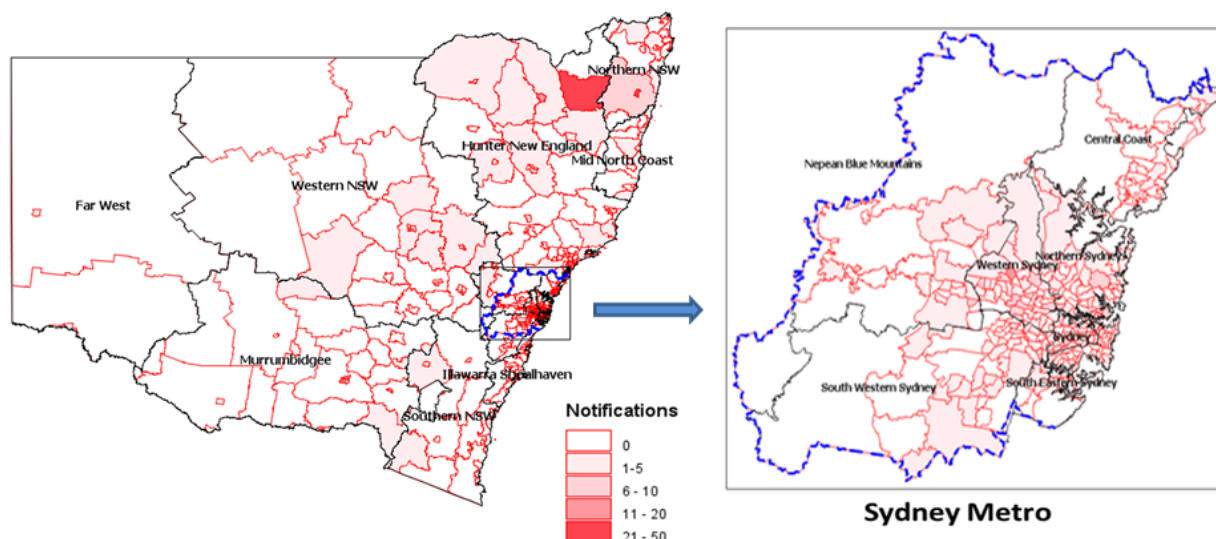 Northern NSW
Hunter New England
Mid North Coast
Western NSW
Far West
Murrumbidgee
Illawarra Shoalhaven
Southern NSW
Notifications
0
1-5
6 - 10
11 - 20
21 - 50
Central Coast
Nepean Blue Mountains
Northern Sydney
Western Sydney
Sydney
South Western Sydney
South Eastern Sydney
Sydney Metro